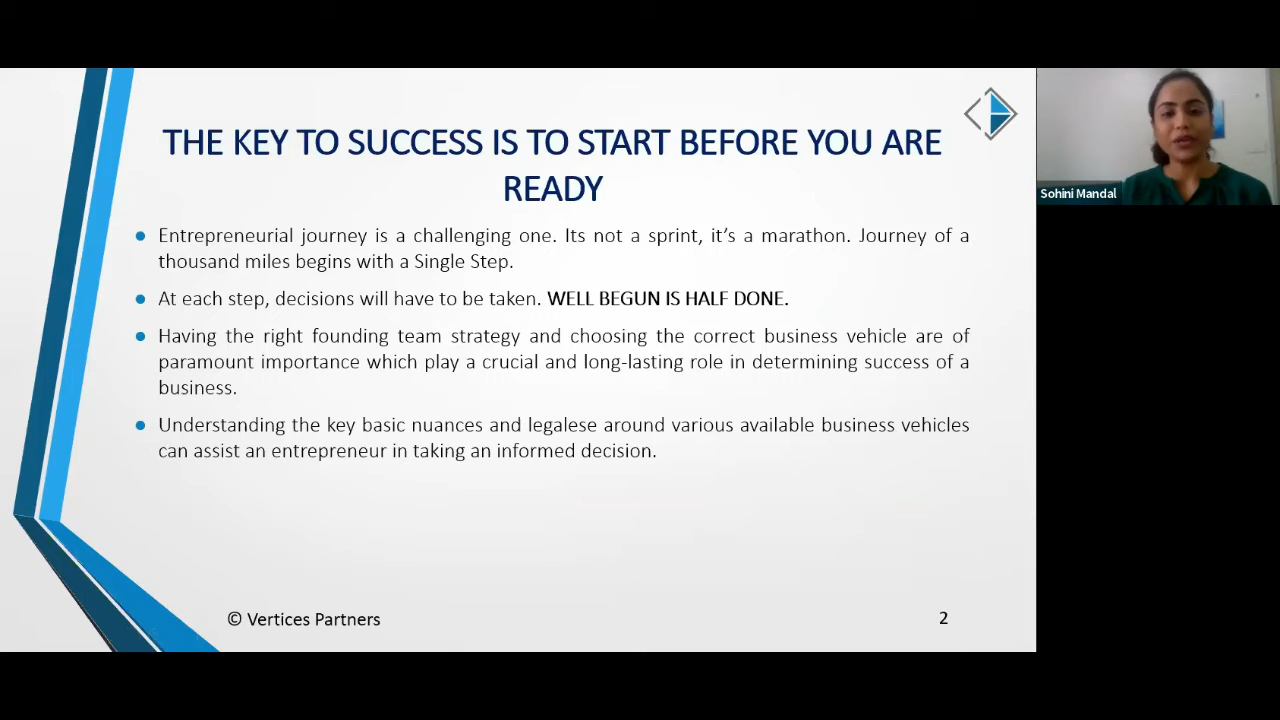 THE KEY TO SUCCESS IS TO START BEFORE YOU ARE
READY
Entrepreneurial journey is a challenging one. Its not a sprint, it's a marathon. Journey of a
thousand miles begins with a Single Step.
At each step, decisions will have to be taken. WELL BEGUN IS HALF DONE.
Having the right founding team strategy and choosing the correct business vehicle are of
paramount importance which play a crucial and long-lasting role in determining success of a
business.
Understanding the key basic nuances and legalese around various available business vehicles
can assist an entrepreneur in taking an informed decision.
© Vertices Partners
2
Sohini Mandal